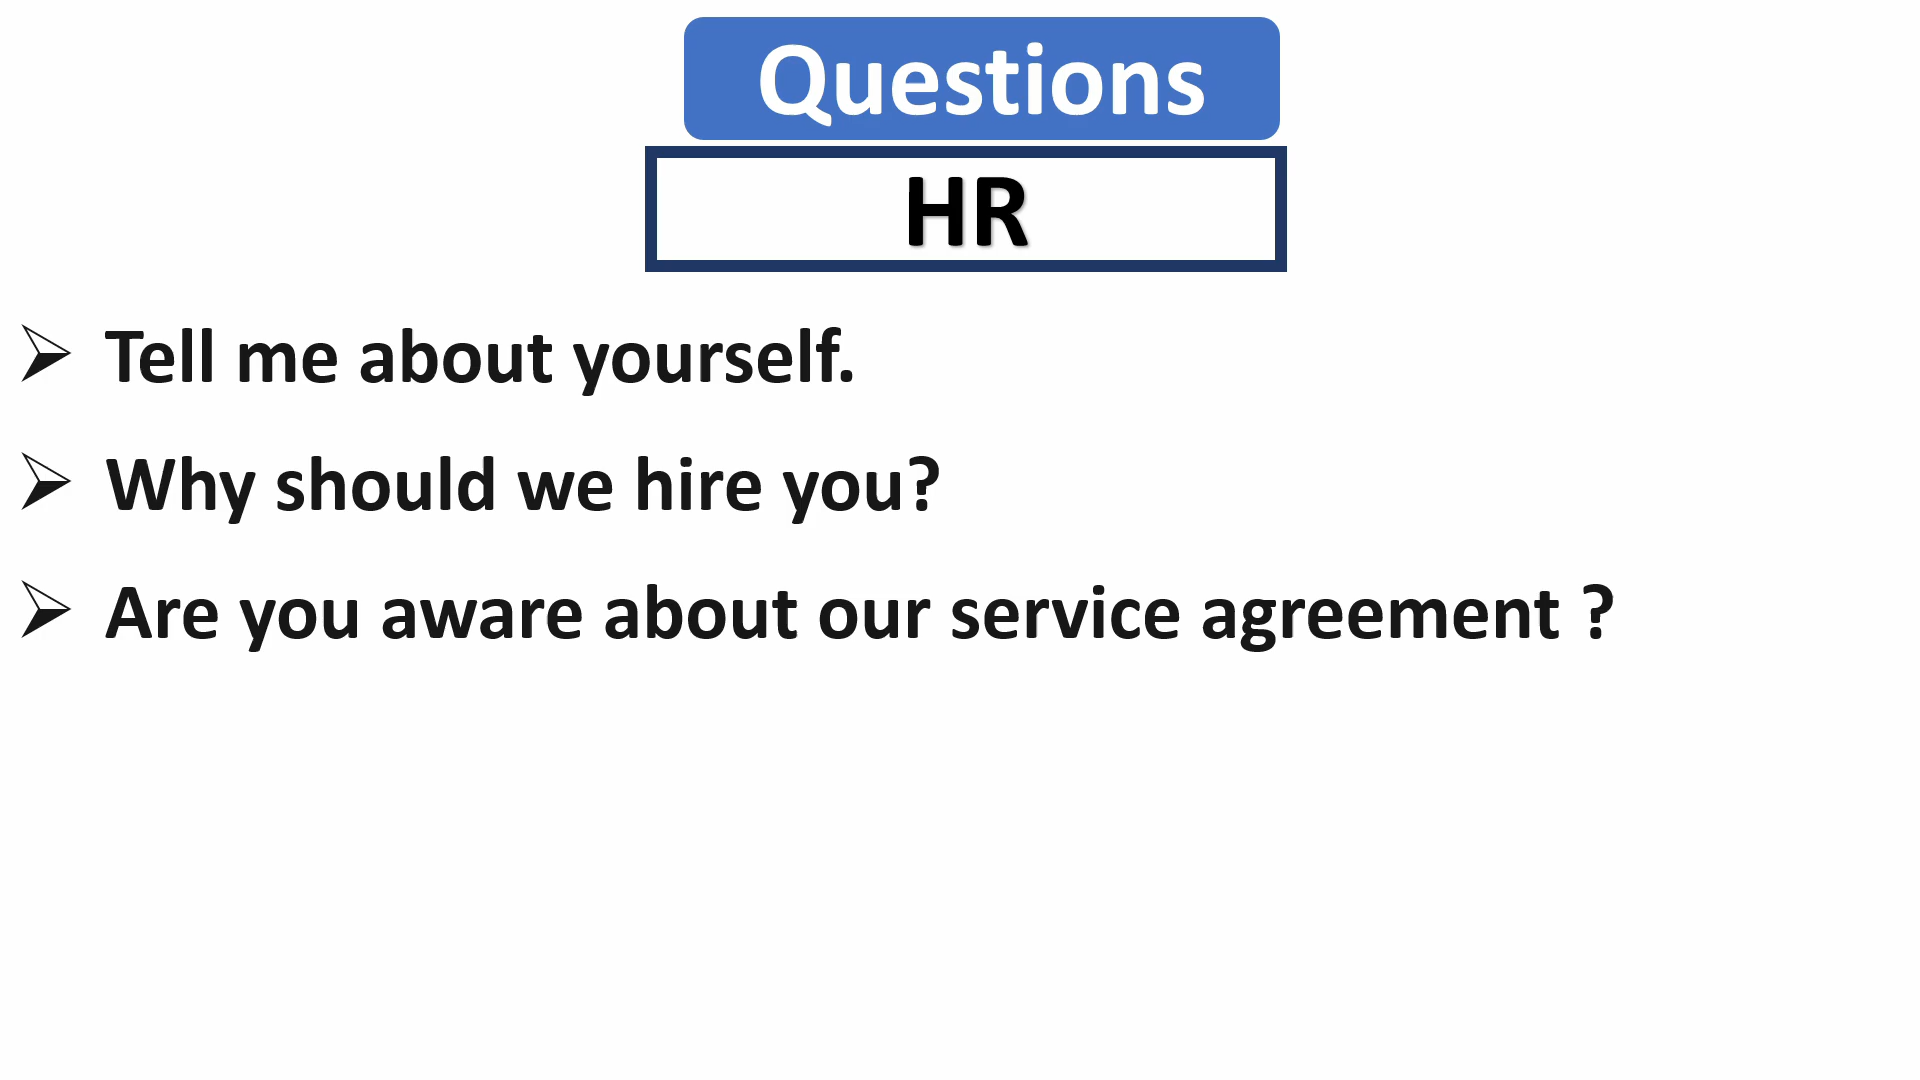 Questions
HR
➢ Tell me about yourself.
➢ Why should we hire you?
➢ Are you aware about our service agreement ?